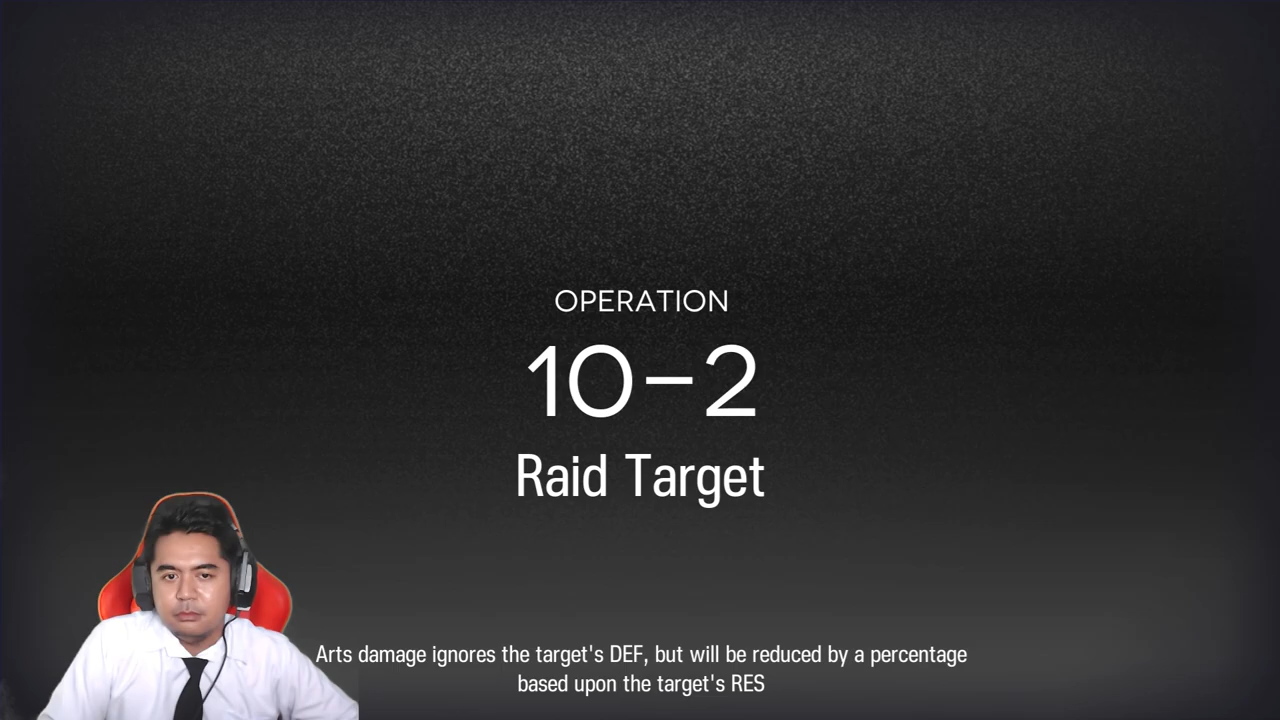 OPERATION
10-2
Raid Target
Arts damage ignores the target's DEF, but will be reduced by a percentage
based upon the target's RES